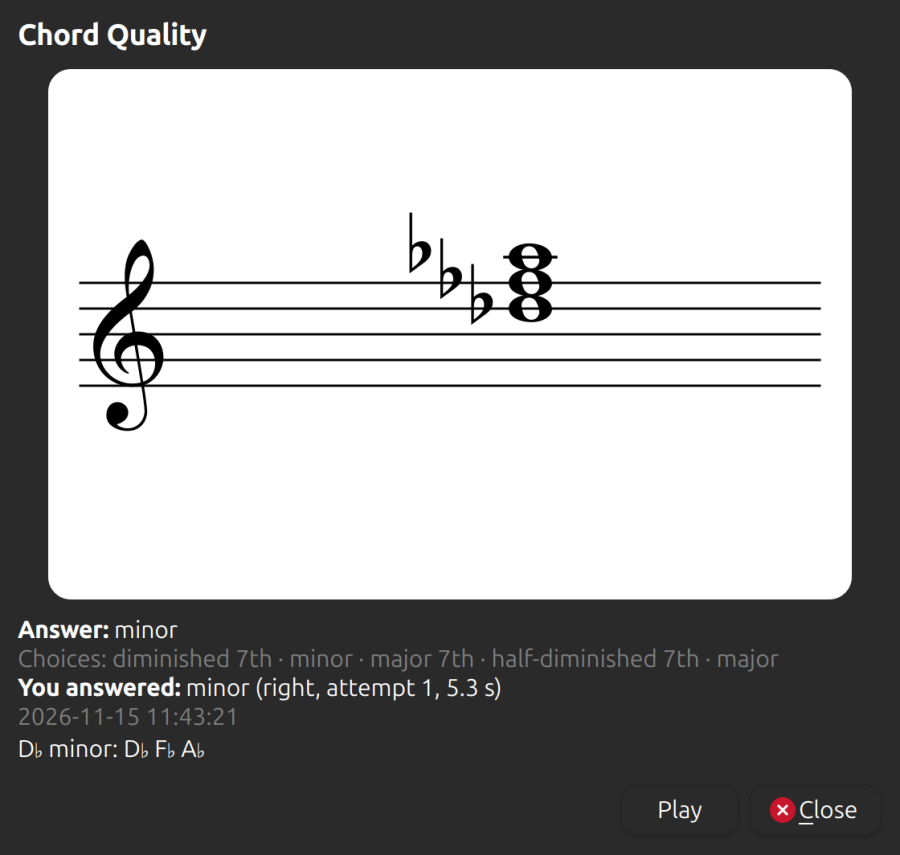 Chord Quality
Answer: minor
Choices: diminished 7th · minor · major 7th · half-diminished 7th · major
You answered: minor (right, attempt 1, 5.3 s)
2026-11-15 11:43:21
D♭ minor: D♭ F♭ A♭
Play
Close